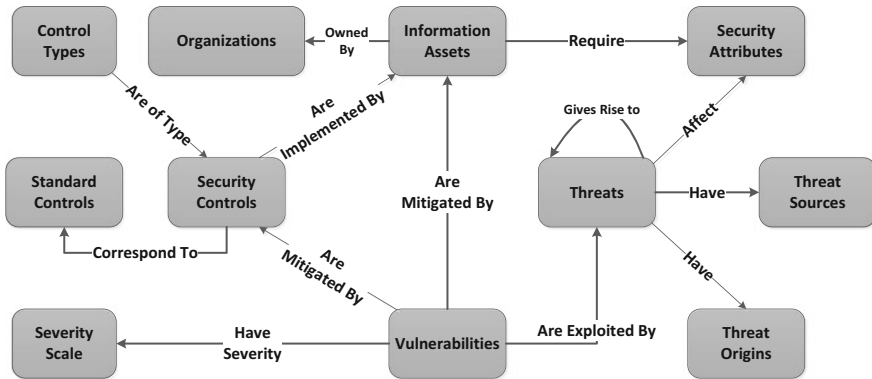 Control
Types
Organizations
Owned
By
Information
Assets
Require
Security
Attributes
Are of Type
Are
Implemented By
Gives Rise to
Affect
Standard
Controls
Security
Controls
Are
Mitigated By
Threats
Have
Threat
Sources
Correspond To
Are
Mitigated By
Have
Severity
Scale
Have
Severity
Vulnerabilities
Are Exploited By
Threat
Origins